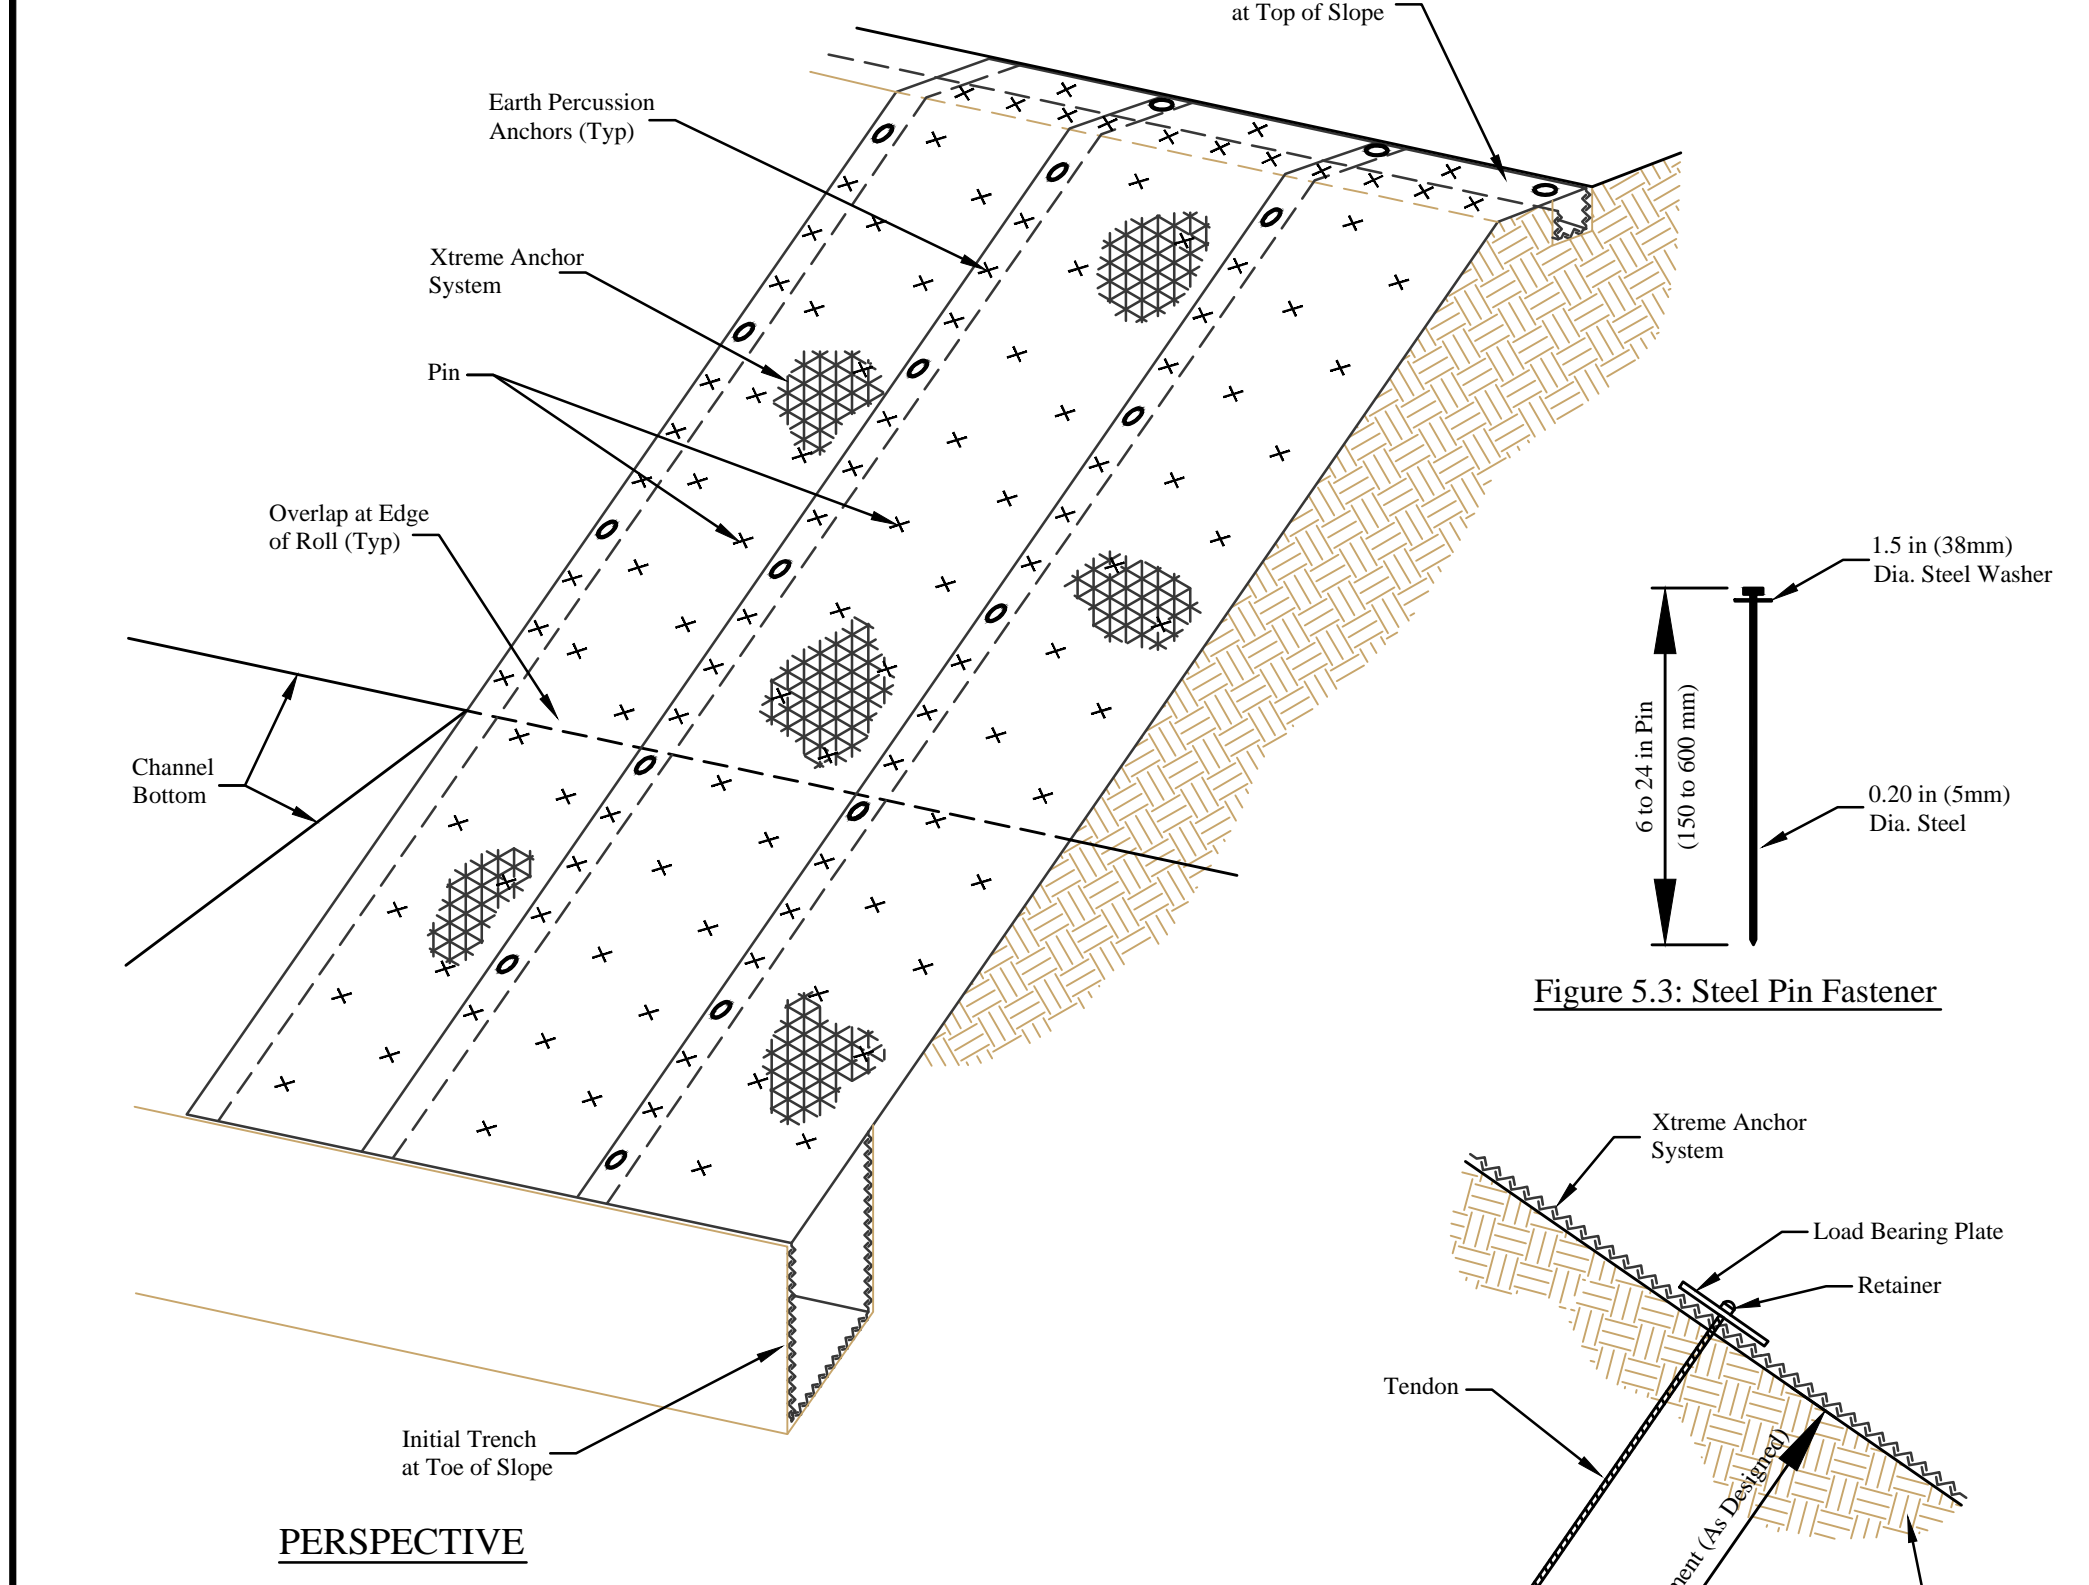 at Top of Slope
Earth Percussion
Anchors (Typ)
Xtreme Anchor
System
Pin
Overlap at Edge
of Roll (Typ)
Channel
Bottom
Initial Trench
at Toe of Slope
PERSPECTIVE
1.5 in (38mm)
Dia. Steel Washer
6 to 24 in Pin
(150 to 600 mm)
0.20 in (5mm)
Dia. Steel
Figure 5.3: Steel Pin Fastener
Xtreme Anchor
System
Load Bearing Plate
Retainer
Tendon
(As Designed)